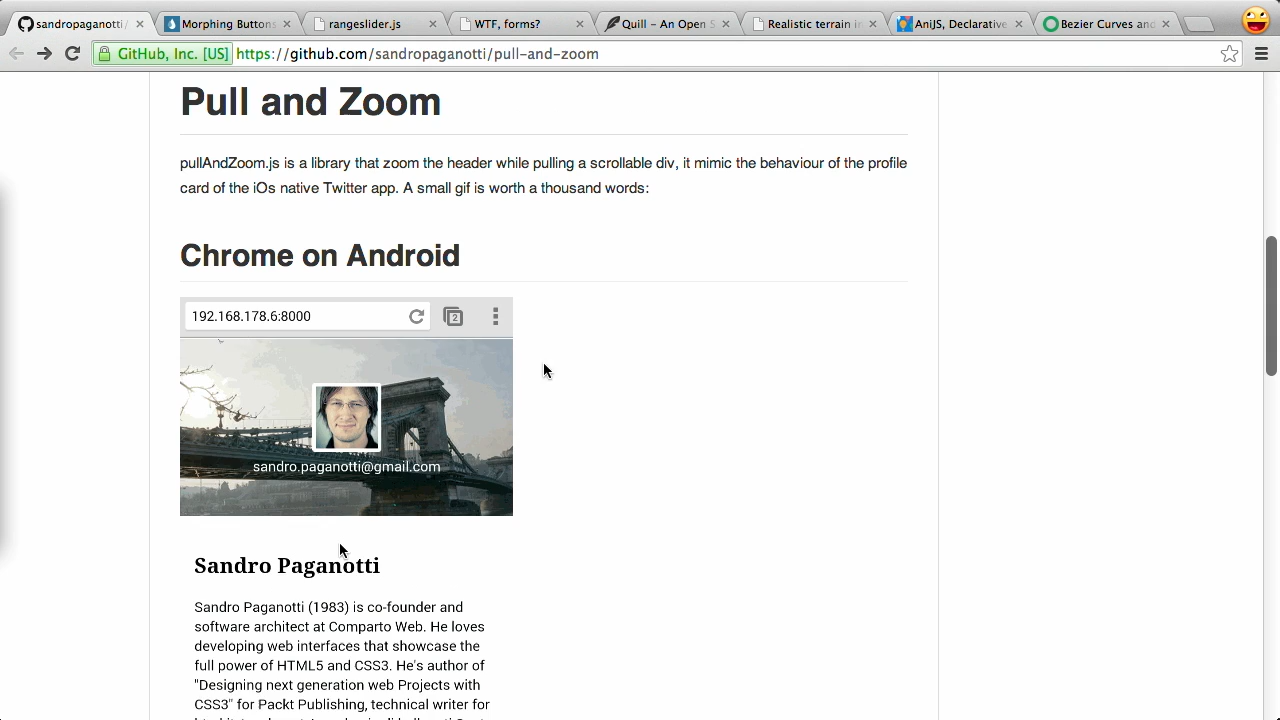 sandropaganotti/
Morphing Buttons
rangeslider.js
WTF, forms?
Quill – An Open S
Realistic terrain in
AniJS, Declarative
Bezier Curves and
GitHub, Inc. [US] https://github.com/sandropaganotti/pull-and-zoom
Pull and Zoom
pullAndZoom.js is a library that zoom the header while pulling a scrollable div, it mimic the behaviour of the profile
card of the iOs native Twitter app. A small gif is worth a thousand words:
Chrome on Android
192.168.178.6:8000
2
sandro.paganotti@gmail.com
Sandro Paganotti
Sandro Paganotti (1983) is co-founder and
software architect at Comparto Web. He loves
developing web interfaces that showcase the
full power of HTML5 and CSS3. He's author of
"Designing next generation web Projects with
CSS3" for Packt Publishing, technical writer for